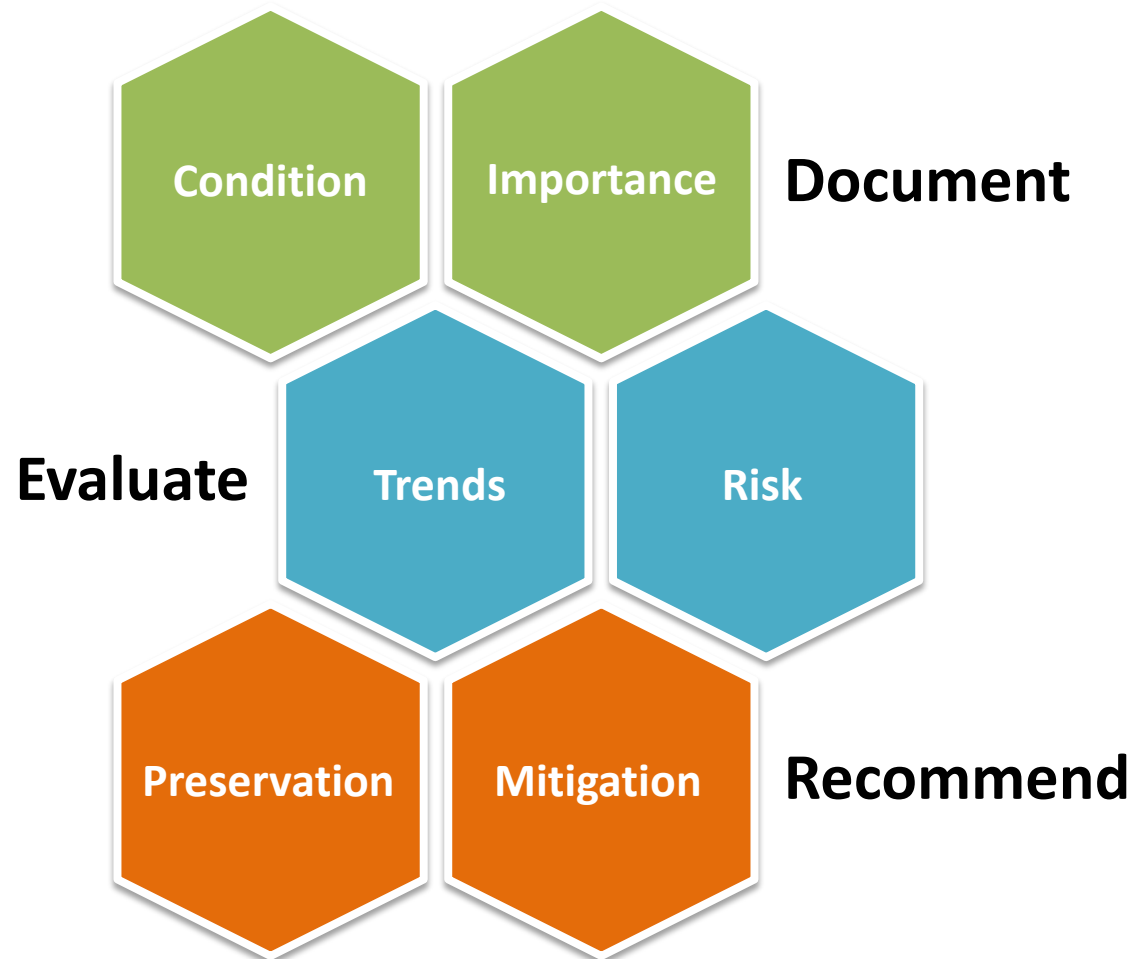 Condition
Importance
Document
Evaluate
Trends
Risk
Preservation
Mitigation
Recommend